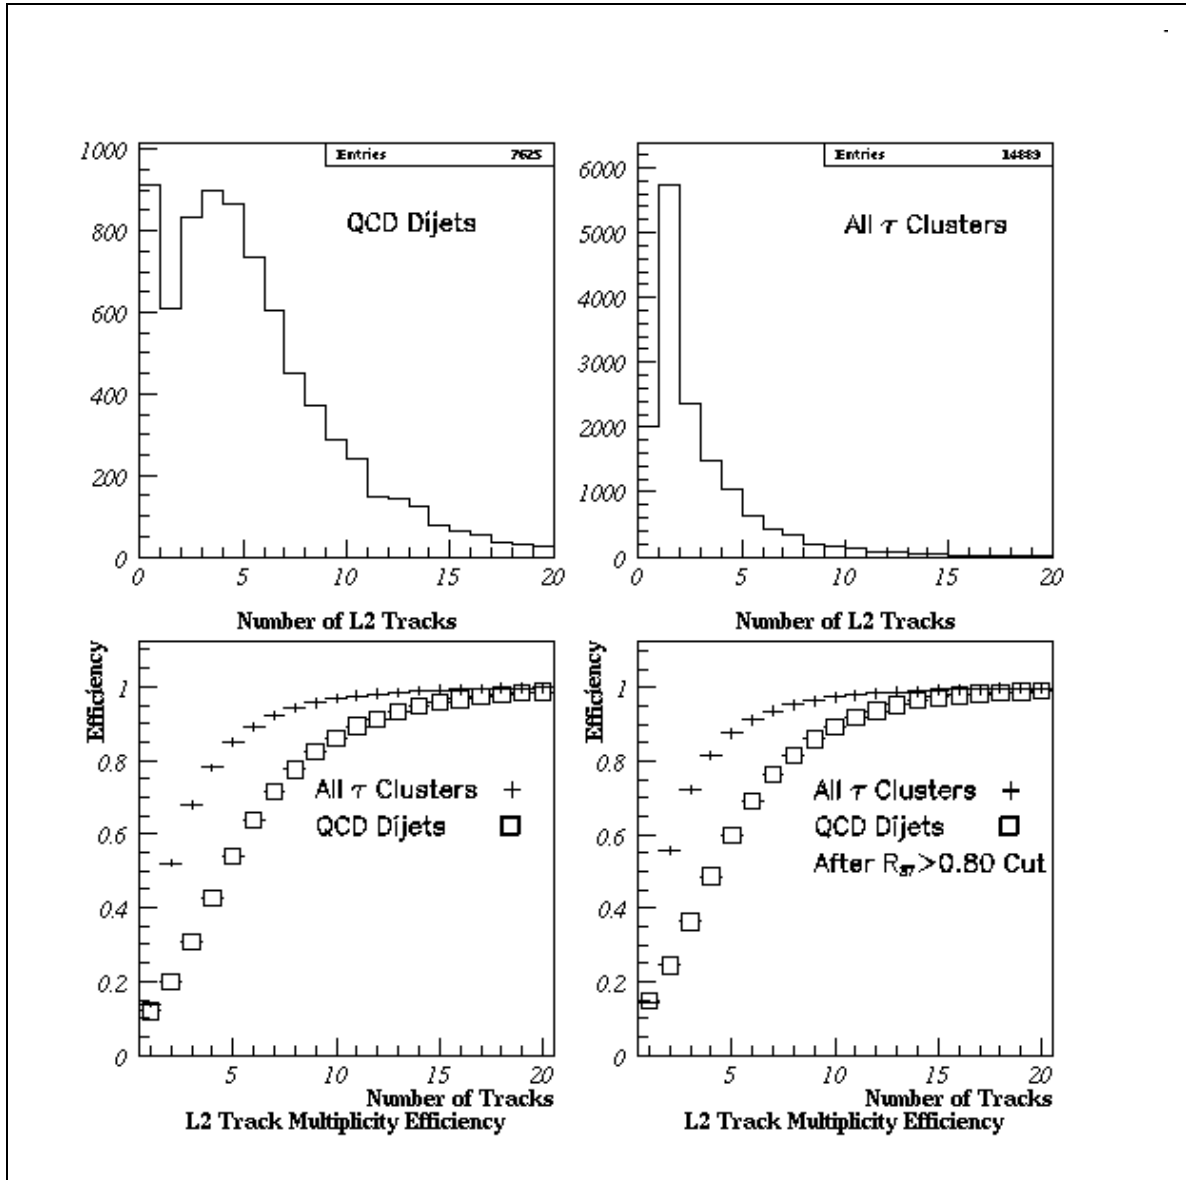 1000
800
600
400
200
0
Entries 7625
QCD Dijets
0 5 10 15 20
Number of L2 Tracks
6000
5000
4000
3000
2000
1000
0
Entries 14889
All τ Clusters
0 5 10 15 20
Number of L2 Tracks
Efficiency
1
0.8
0.6
0.4
0.2
0
All τ Clusters +
QCD Dijets □
5 10 15 20
Number of Tracks
L2 Track Multiplicity Efficiency
Efficiency
1
0.8
0.6
0.4
0.2
0
All τ Clusters +
QCD Dijets □
After >0.80 Cut
5 10 15 20
Number of Tracks
L2 Track Multiplicity Efficiency